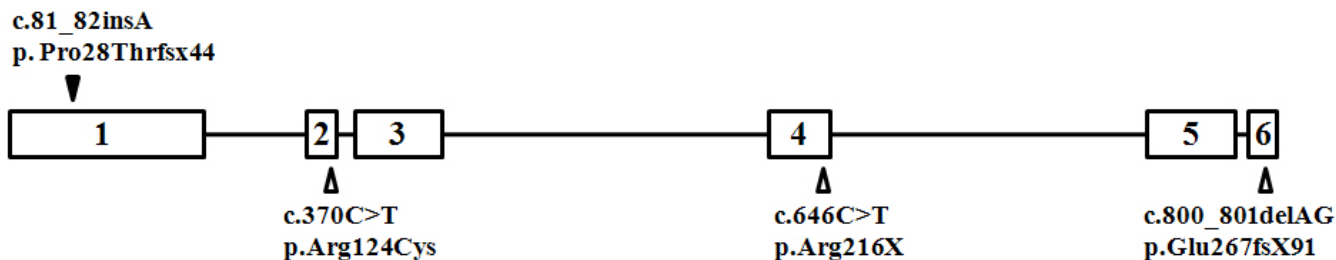 c.81_82insA
p. Pro28Thrfsx44
1
2
3
4
5
6
c.370C>T
p.Arg124Cys
c.646C>T
p.Arg216X
c.800_801delAG
p.Glu267fsX91